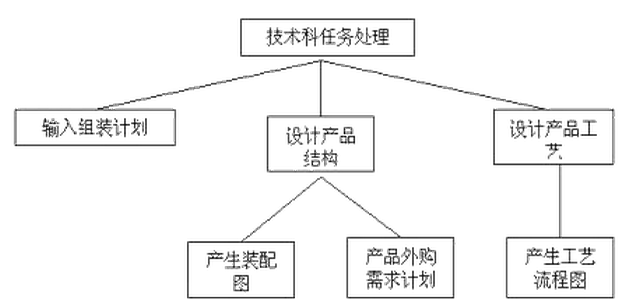 技术科任务处理
输入组装计划
设计产品
结构
设计产品工
艺
产生装配
图
产品外购
需求计划
产生工艺
流程图